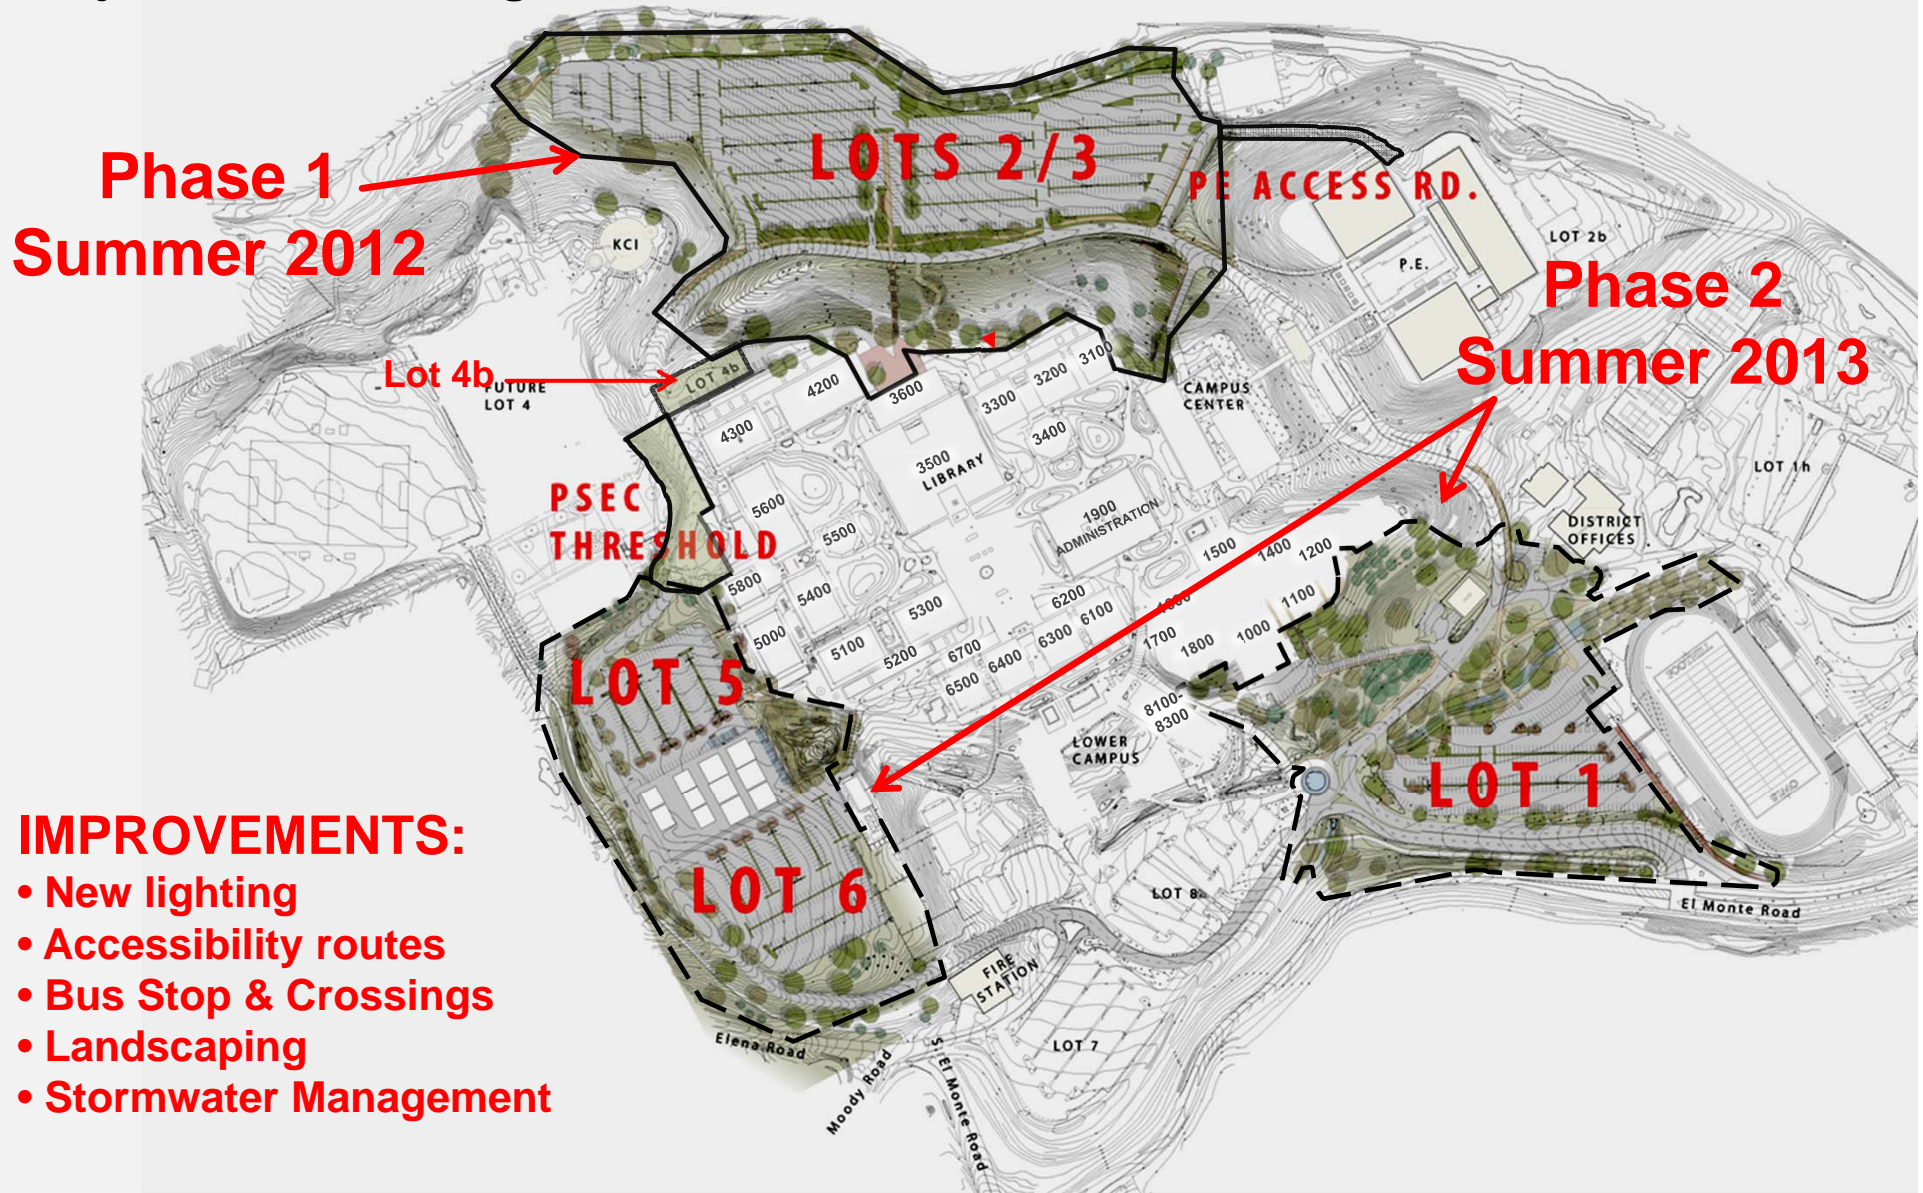 LOTS 2/3
Phase 1
Summer 2012
PE ACCESS RD.
KCI
LOT 2b
P.E.
Phase 2
Summer 2013
Lot 4b
LOT 4b
FUTURE
LOT 4
4200
3600
3100
3200
3300
3400
4300
CAMPUS
CENTER
3500
LIBRARY
LOT 1h
PSEC
THRESHOLD
5600
5500
1900
ADMINISTRATION
DISTRICT
OFFICES
1500
1400
1200
5800
5400
5300
6200
6100
1100
5000
5100
5200
6700
6400
6300
6500
1700
1800
1000
FOOTHILL
LOT 5
8100-
8300
LOWER
CAMPUS
LOT 1
OWLS
IMPROVEMENTS:
• New lighting
• Accessibility routes
• Bus Stop & Crossings
• Landscaping
• Stormwater Management
LOT 6
El Monte Road
FIRE
STATION
Elena Road
LOT 7
Moody Road
S. El Monte Road